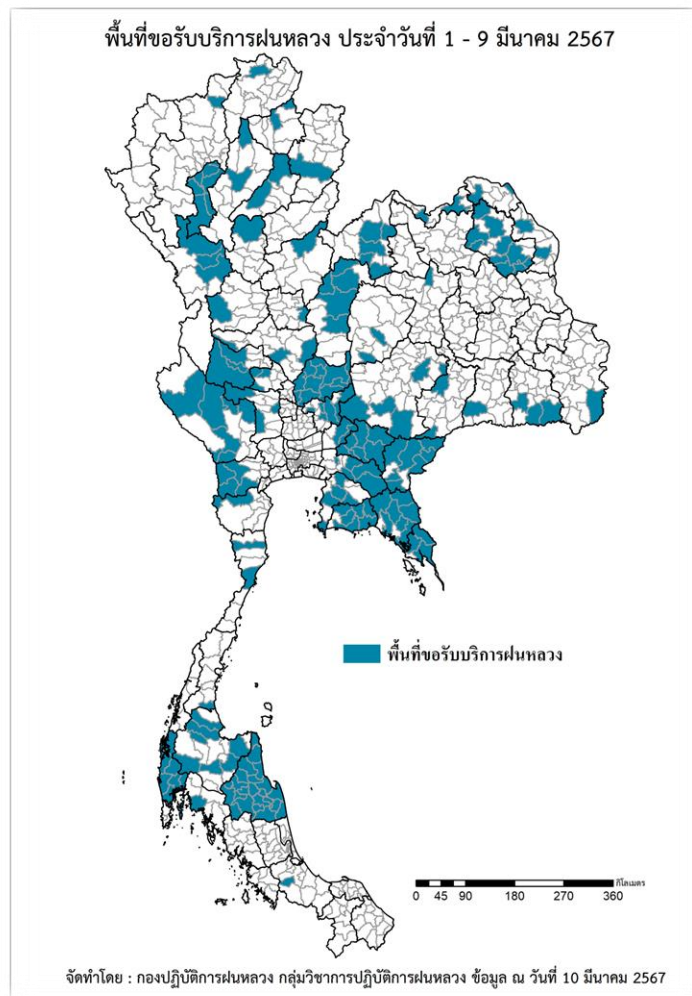 พื้นที่ขอรับบริการฝนหลวง ประจำวันที่ 1 - 9 มีนาคม 2567
พื้นที่ขอรับบริการฝนหลวง
กิโลเมตร
0 45 90 180 270 360
จัดทำโดย : กองปฏิบัติการฝนหลวง กลุ่มวิชาการปฏิบัติการฝนหลวง ข้อมูล ณ วันที่ 10 มีนาคม 2567